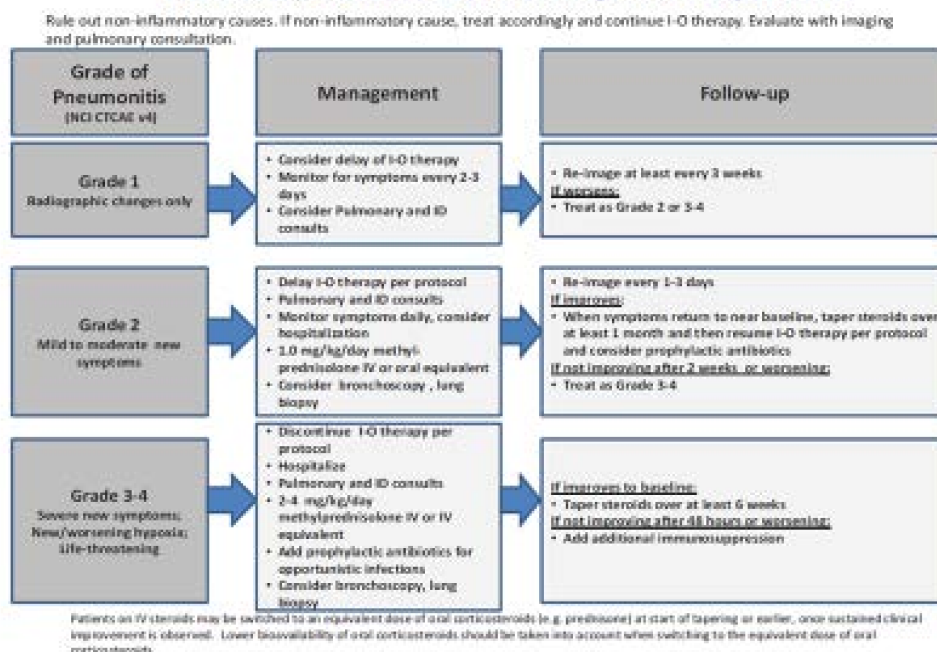 Rule out non-inflammatory causes. If non-inflammatory cause, treat accordingly and continue I-O therapy. Evaluate with imaging
and pulmonary consultation.
Grade of
Pneumonitis
(NCI CTCAE v4)
Management
Follow-up
Grade 1
Radiographic changes only
• Consider delay of I-O therapy
• Monitor for symptoms every 2-3
days
• Consider Pulmonary and ID
consults
• Re-image at least every 3 weeks
If worsens:
• Treat as Grade 2 or 3-4
Grade 2
Mild to moderate new
symptoms
• Delay I-O therapy per protocol
• Pulmonary and ID consults
• Monitor symptoms daily, consider
hospitalization
• 1.0 mg/kg/day methyl-
prednisolone IV or oral equivalent
• Consider bronchoscopy, lung
biopsy
• Re-image every 1-3 days
If improves:
• When symptoms return to near baseline, taper steroids over
at least 1 month and then resume I-O therapy per protocol
and consider prophylactic antibiotics
If not improving after 2 weeks or worsening:
• Treat as Grade 3-4
Grade 3-4
Severe new symptoms;
New/worsening hypoxia;
Life-threatening
• Discontinue I-O therapy per
protocol
• Hospitalize
• Pulmonary and ID consults
• 2-4 mg/kg/day
methylprednisolone IV or IV
equivalent
• Add prophylactic antibiotics for
opportunistic infections
• Consider bronchoscopy, lung
biopsy
If improves to baseline:
• Taper steroids over at least 6 weeks
If not improving after 48 hours or worsening:
• Add additional immunosuppression
Patients on IV steroids may be switched to an equivalent dose of oral corticosteroids (e.g. prednisone) at start of tapering or earlier, once sustained clinical
improvement is observed. Lower bioavailability of oral corticosteroids should be taken into account when switching to the equivalent dose of oral
corticosteroids